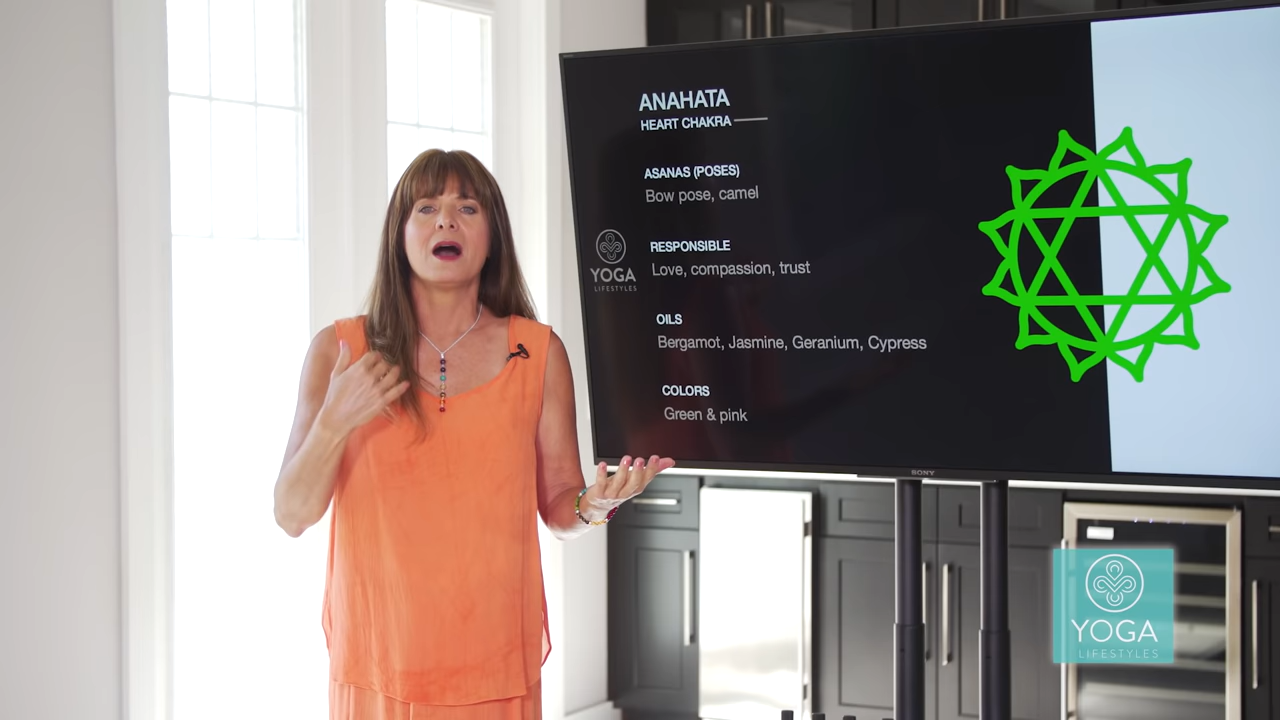 ANAHATA
HEART CHAKRA
ASANAS (POSES)
Bow pose, camel
RESPONSIBLE
Love, compassion, trust
OILS
Bergamot, Jasmine, Geranium, Cypress
COLORS
Green & pink
YOGA
LIFESTYLES
SONY
YOGA
LIFESTYLES